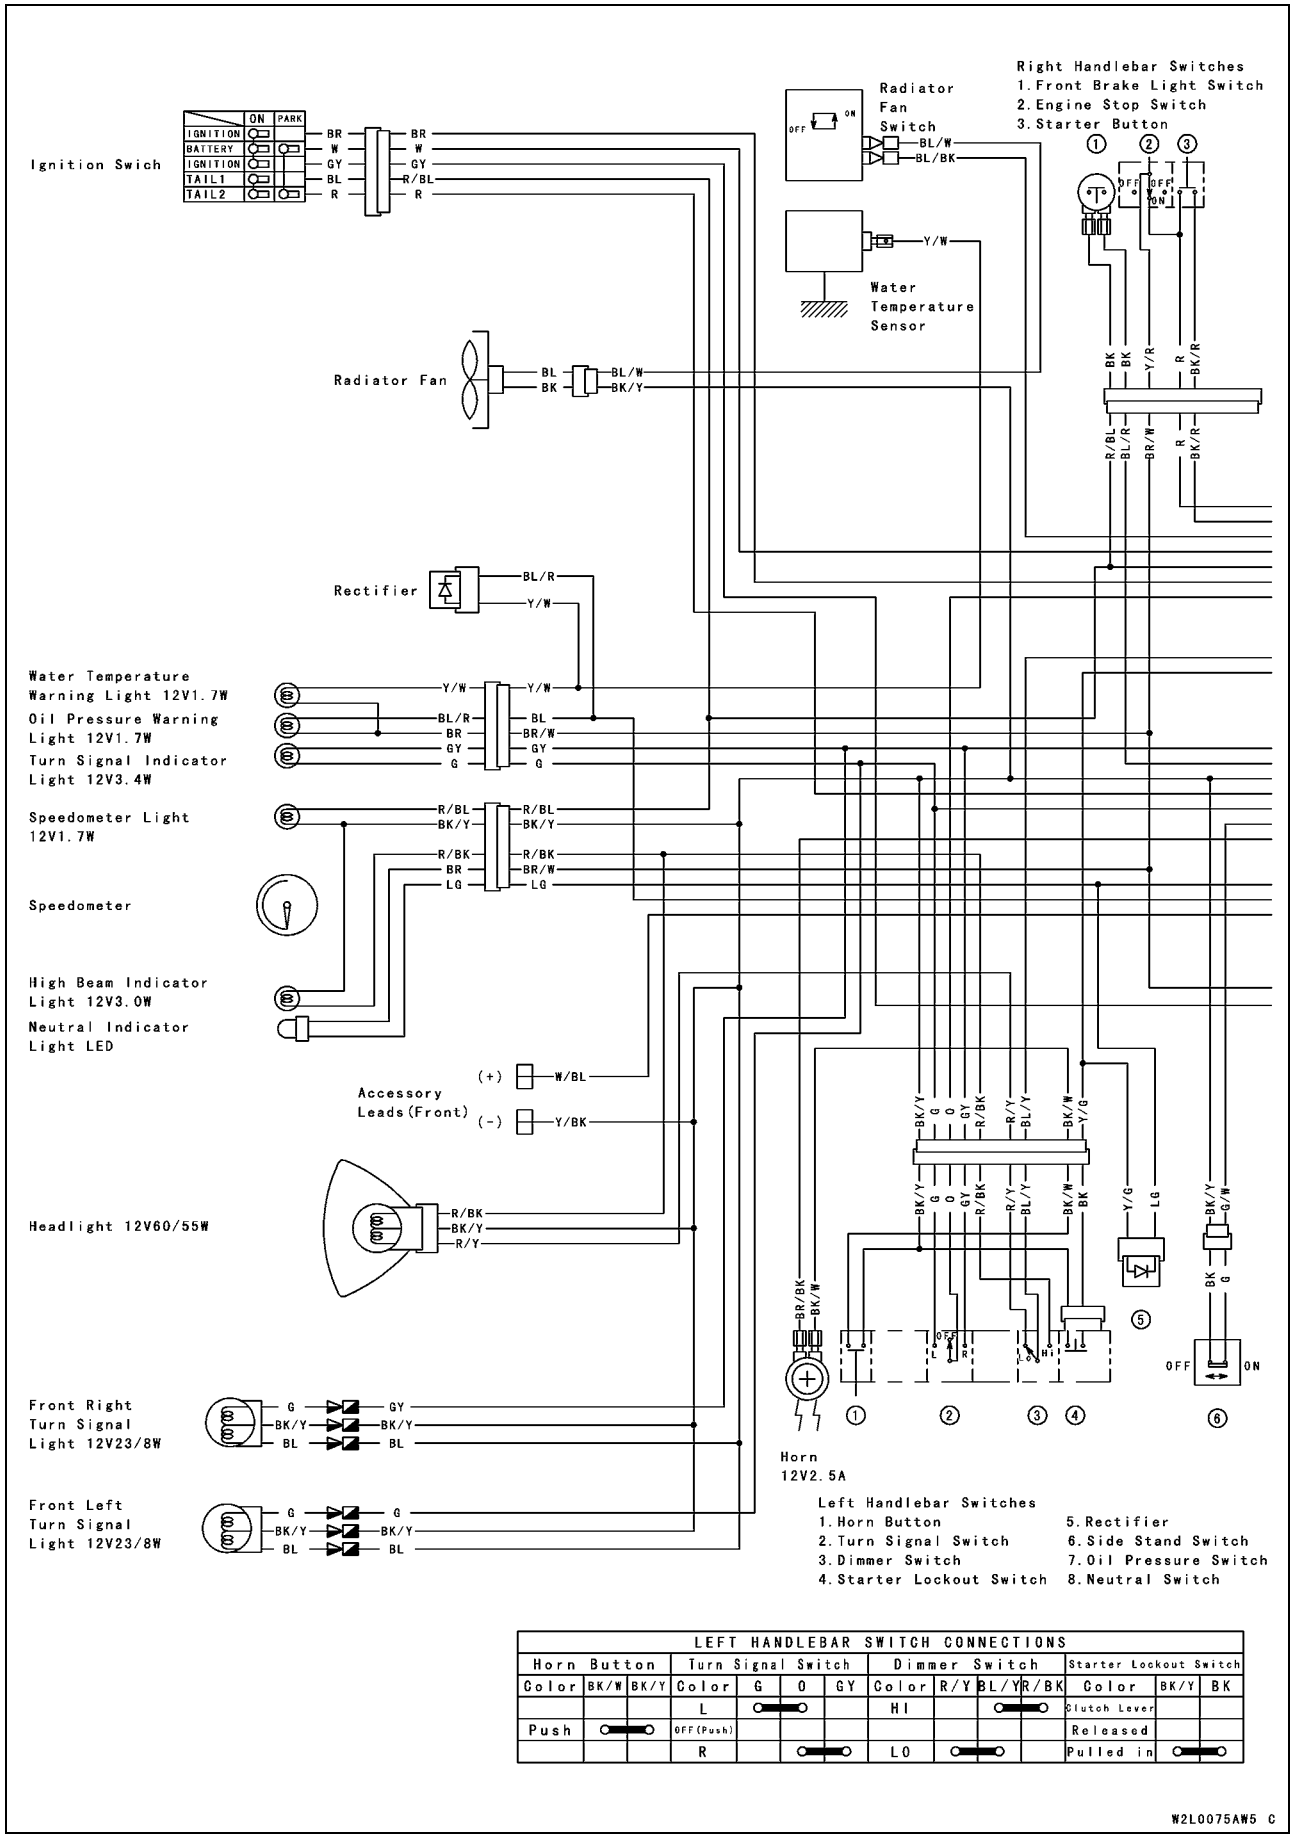 Right Handlebar Switches
1.Front Brake Light Switch
2.Engine Stop Switch
3.Starter Button
1 2 3
Radiator
Fan
Switch
OFF ON
BL/W
BL/BK
Ignition Swich
ON PARK
IGNITION
BATTERY
IGNITION
TAIL1
TAIL2
BR BR
W W
GY GY
BL R/BL
R R
OFF OFF
ON
Y/W
Water
Temperature
Sensor
Radiator Fan
BL BL/W
BK BK/Y
BK BK Y/R R BK/R
R/BL BL/R BR/W R BK/R
Rectifier
BL/R
Y/W
Water Temperature
Warning Light 12V1.7W
Oil Pressure Warning
Light 12V1.7W
Turn Signal Indicator
Light 12V3.4W
Y/W Y/W
BL/R BL
BR BR/W
GY GY
G G
Speedometer Light
12V1.7W
R/BL R/BL
BK/Y BK/Y
R/BK R/BK
BR BR/W
LG LG
Speedometer
High Beam Indicator
Light 12V3.0W
Neutral Indicator
Light LED
Accessory
Leads(Front)
(+) W/BL
(-) Y/BK
BK/Y G O GY R/BK R/Y BL/Y BK/W Y/G
BK/Y G O GY R/BK R/Y BL/Y BK/W BK
Y/G LG
BK/Y G/W
BK G
Headlight 12V60/55W
R/BK
BK/Y
R/Y
BR/BK BK/W
OFF
L R
Lo Hi
5
OFF ON
1 2 3 4 6
Front Right
Turn Signal
Light 12V23/8W
G GY
BK/Y BK/Y
BL BL
Horn
12V2.5A
Front Left
Turn Signal
Light 12V23/8W
G G
BK/Y BK/Y
BL BL
Left Handlebar Switches
1.Horn Button
2.Turn Signal Switch
3.Dimmer Switch
4.Starter Lockout Switch
5.Rectifier
6.Side Stand Switch
7.Oil Pressure Switch
8.Neutral Switch
LEFT HANDLEBAR SWITCH CONNECTIONS
Horn Button Turn Signal Switch Dimmer Switch Starter Lockout Switch
Color BK/W BK/Y Color G O GY Color R/Y BL/Y R/BK Color BK/Y BK
L HI Clutch Lever
Push OFF(Push) Released
R LO Pulled in
W2L0075AW5 C